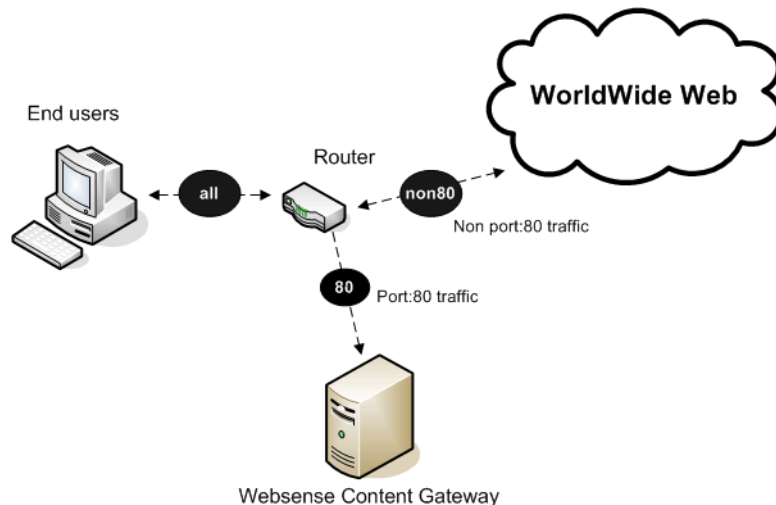 WorldWide Web
End users
Router
all
non80
Non port:80 traffic
80
Port:80 traffic
Websense Content Gateway